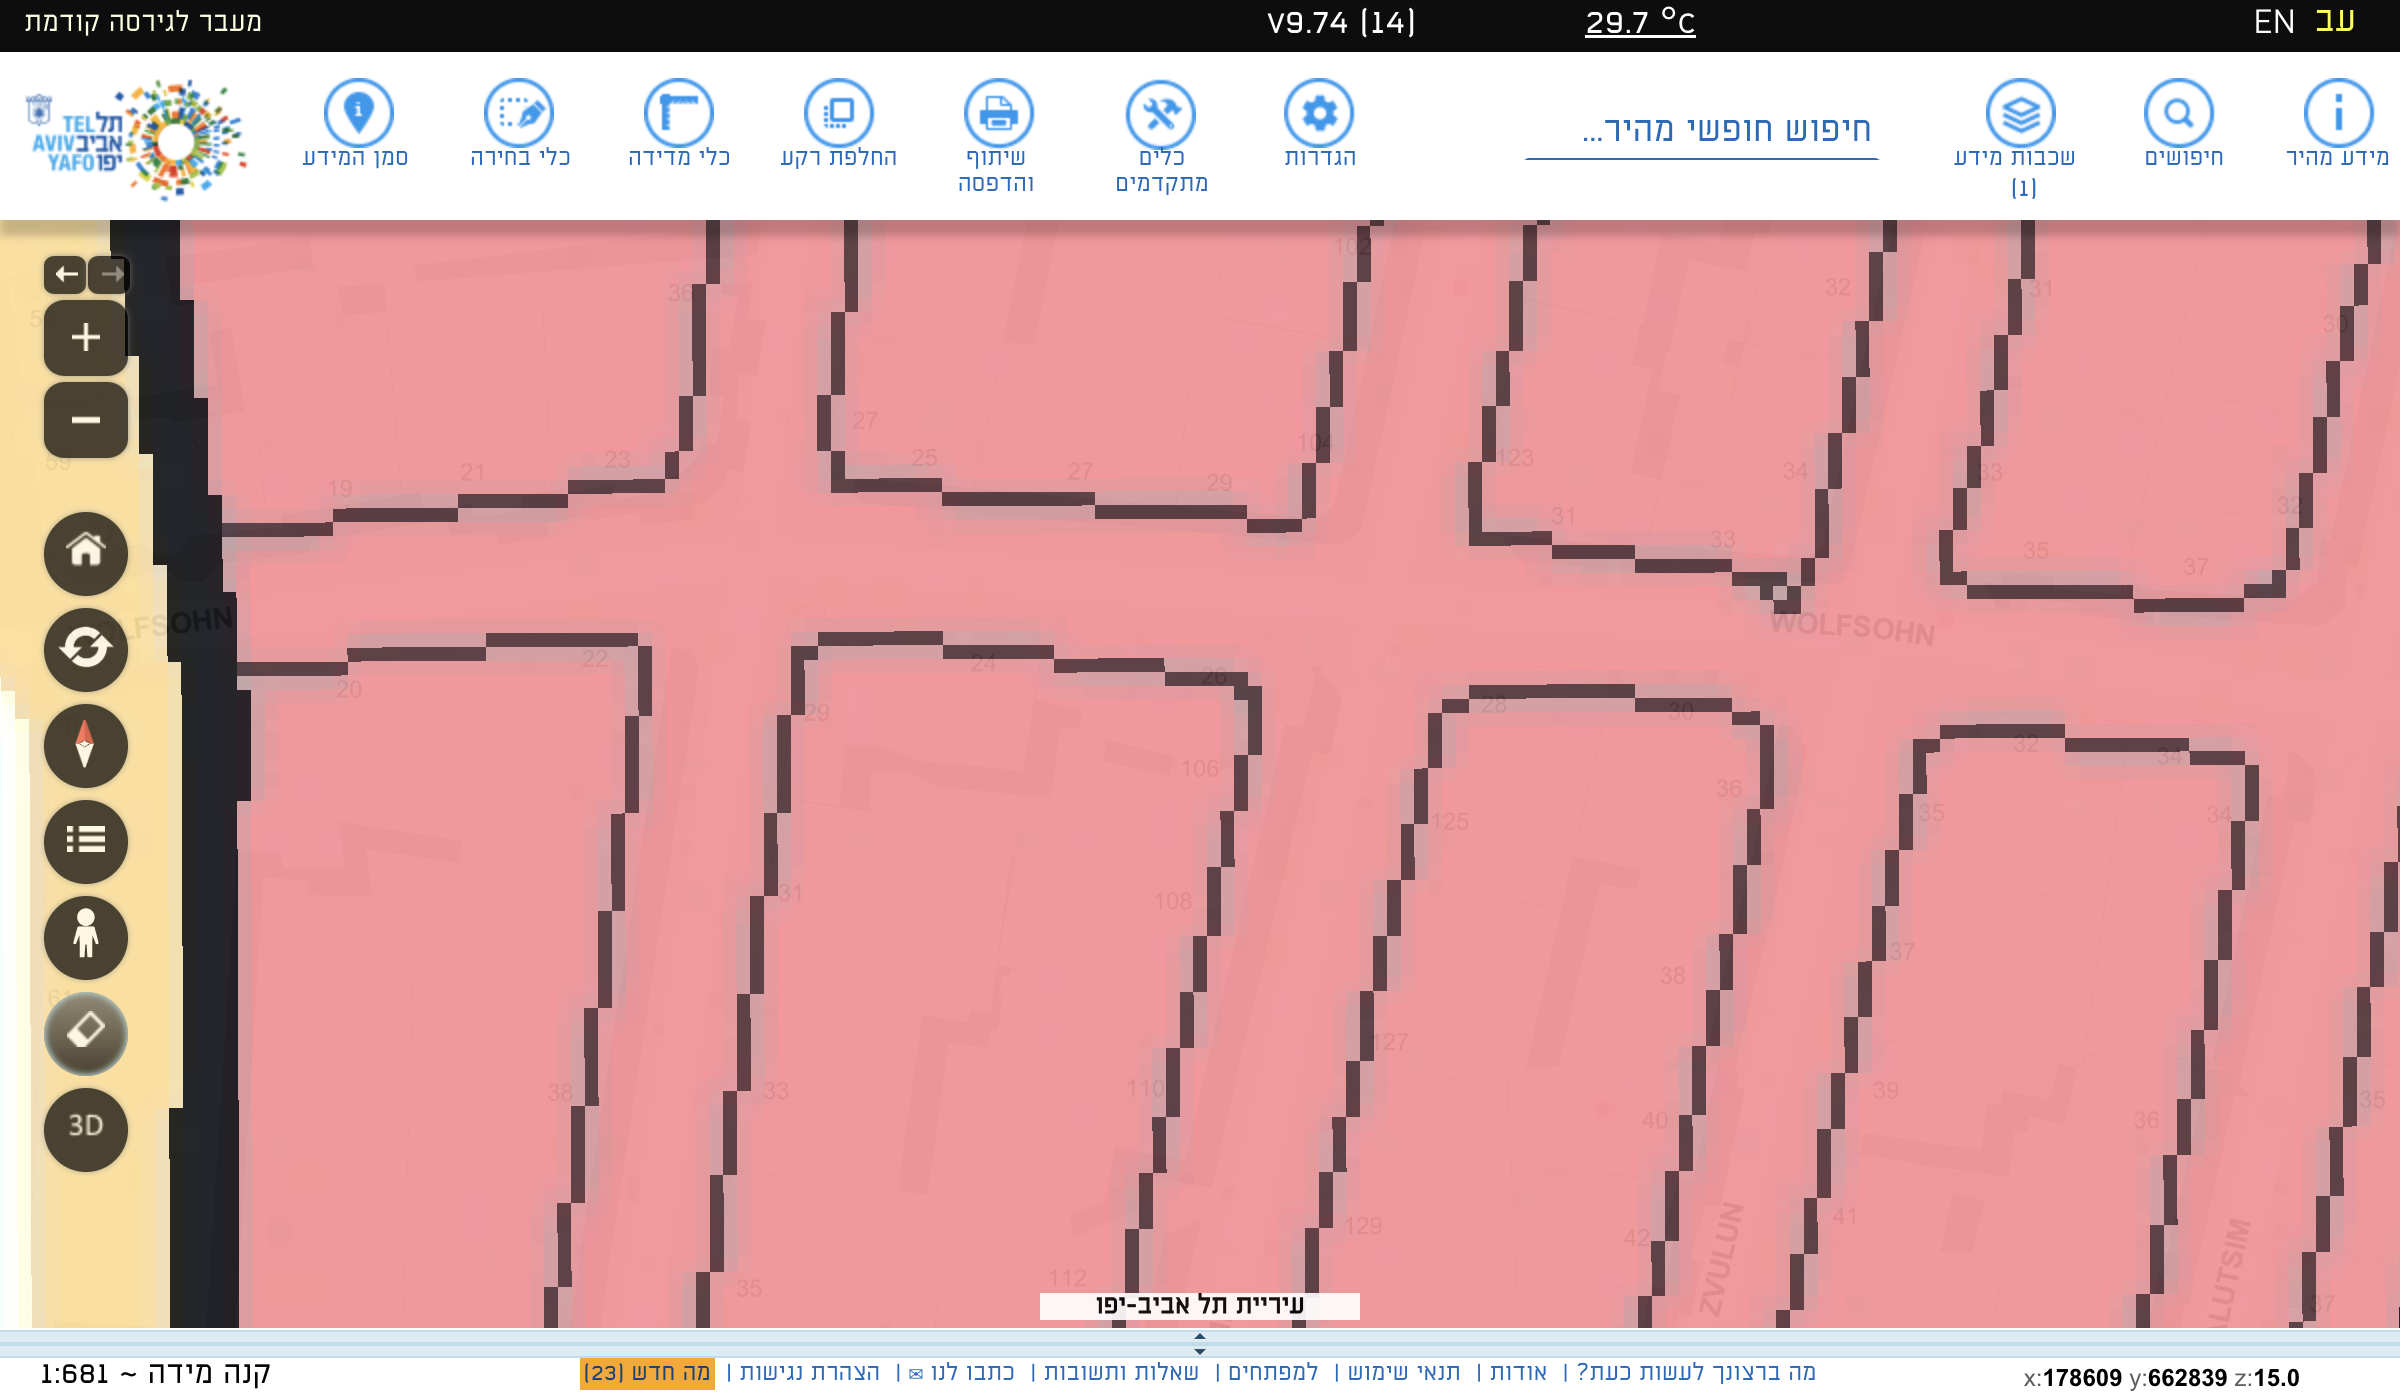 מעבר לגירסה קודמת
V9.74 (14)
29.7 °C
EN עב
תל אביב יפו
TEL AVIV YAFO
סמן המידע
כלי בחירה
כלי מדידה
החלפת רקע
שיתוף והדפסה
כלים מתקדמים
הגדרות
חיפוש חופשי מהיר...
שכבות מידע (1)
חיפושים
מידע מהיר
102
36
32
31
30
27
104
59
19
21
23
25
27
29
123
34
33
32
31
33
35
37
WOLFSOHN
WOLFSOHN
20
22
24
26
28
30
32
34
29
106
36
125
35
34
31
108
37
38
61
127
38
33
110
39
40
36
35
3D
129
41
42
ZVULUN
35
112
37
עיריית תל אביב-יפו
קנה מידה ~ 1:681
מה ברצונך לעשות כעת? | אודות | תנאי שימוש | למפתחים | שאלות ותשובות | כתבו לנו ✉ | הצהרת נגישות | מה חדש (23)
x:178609 y:662839 z:15.0